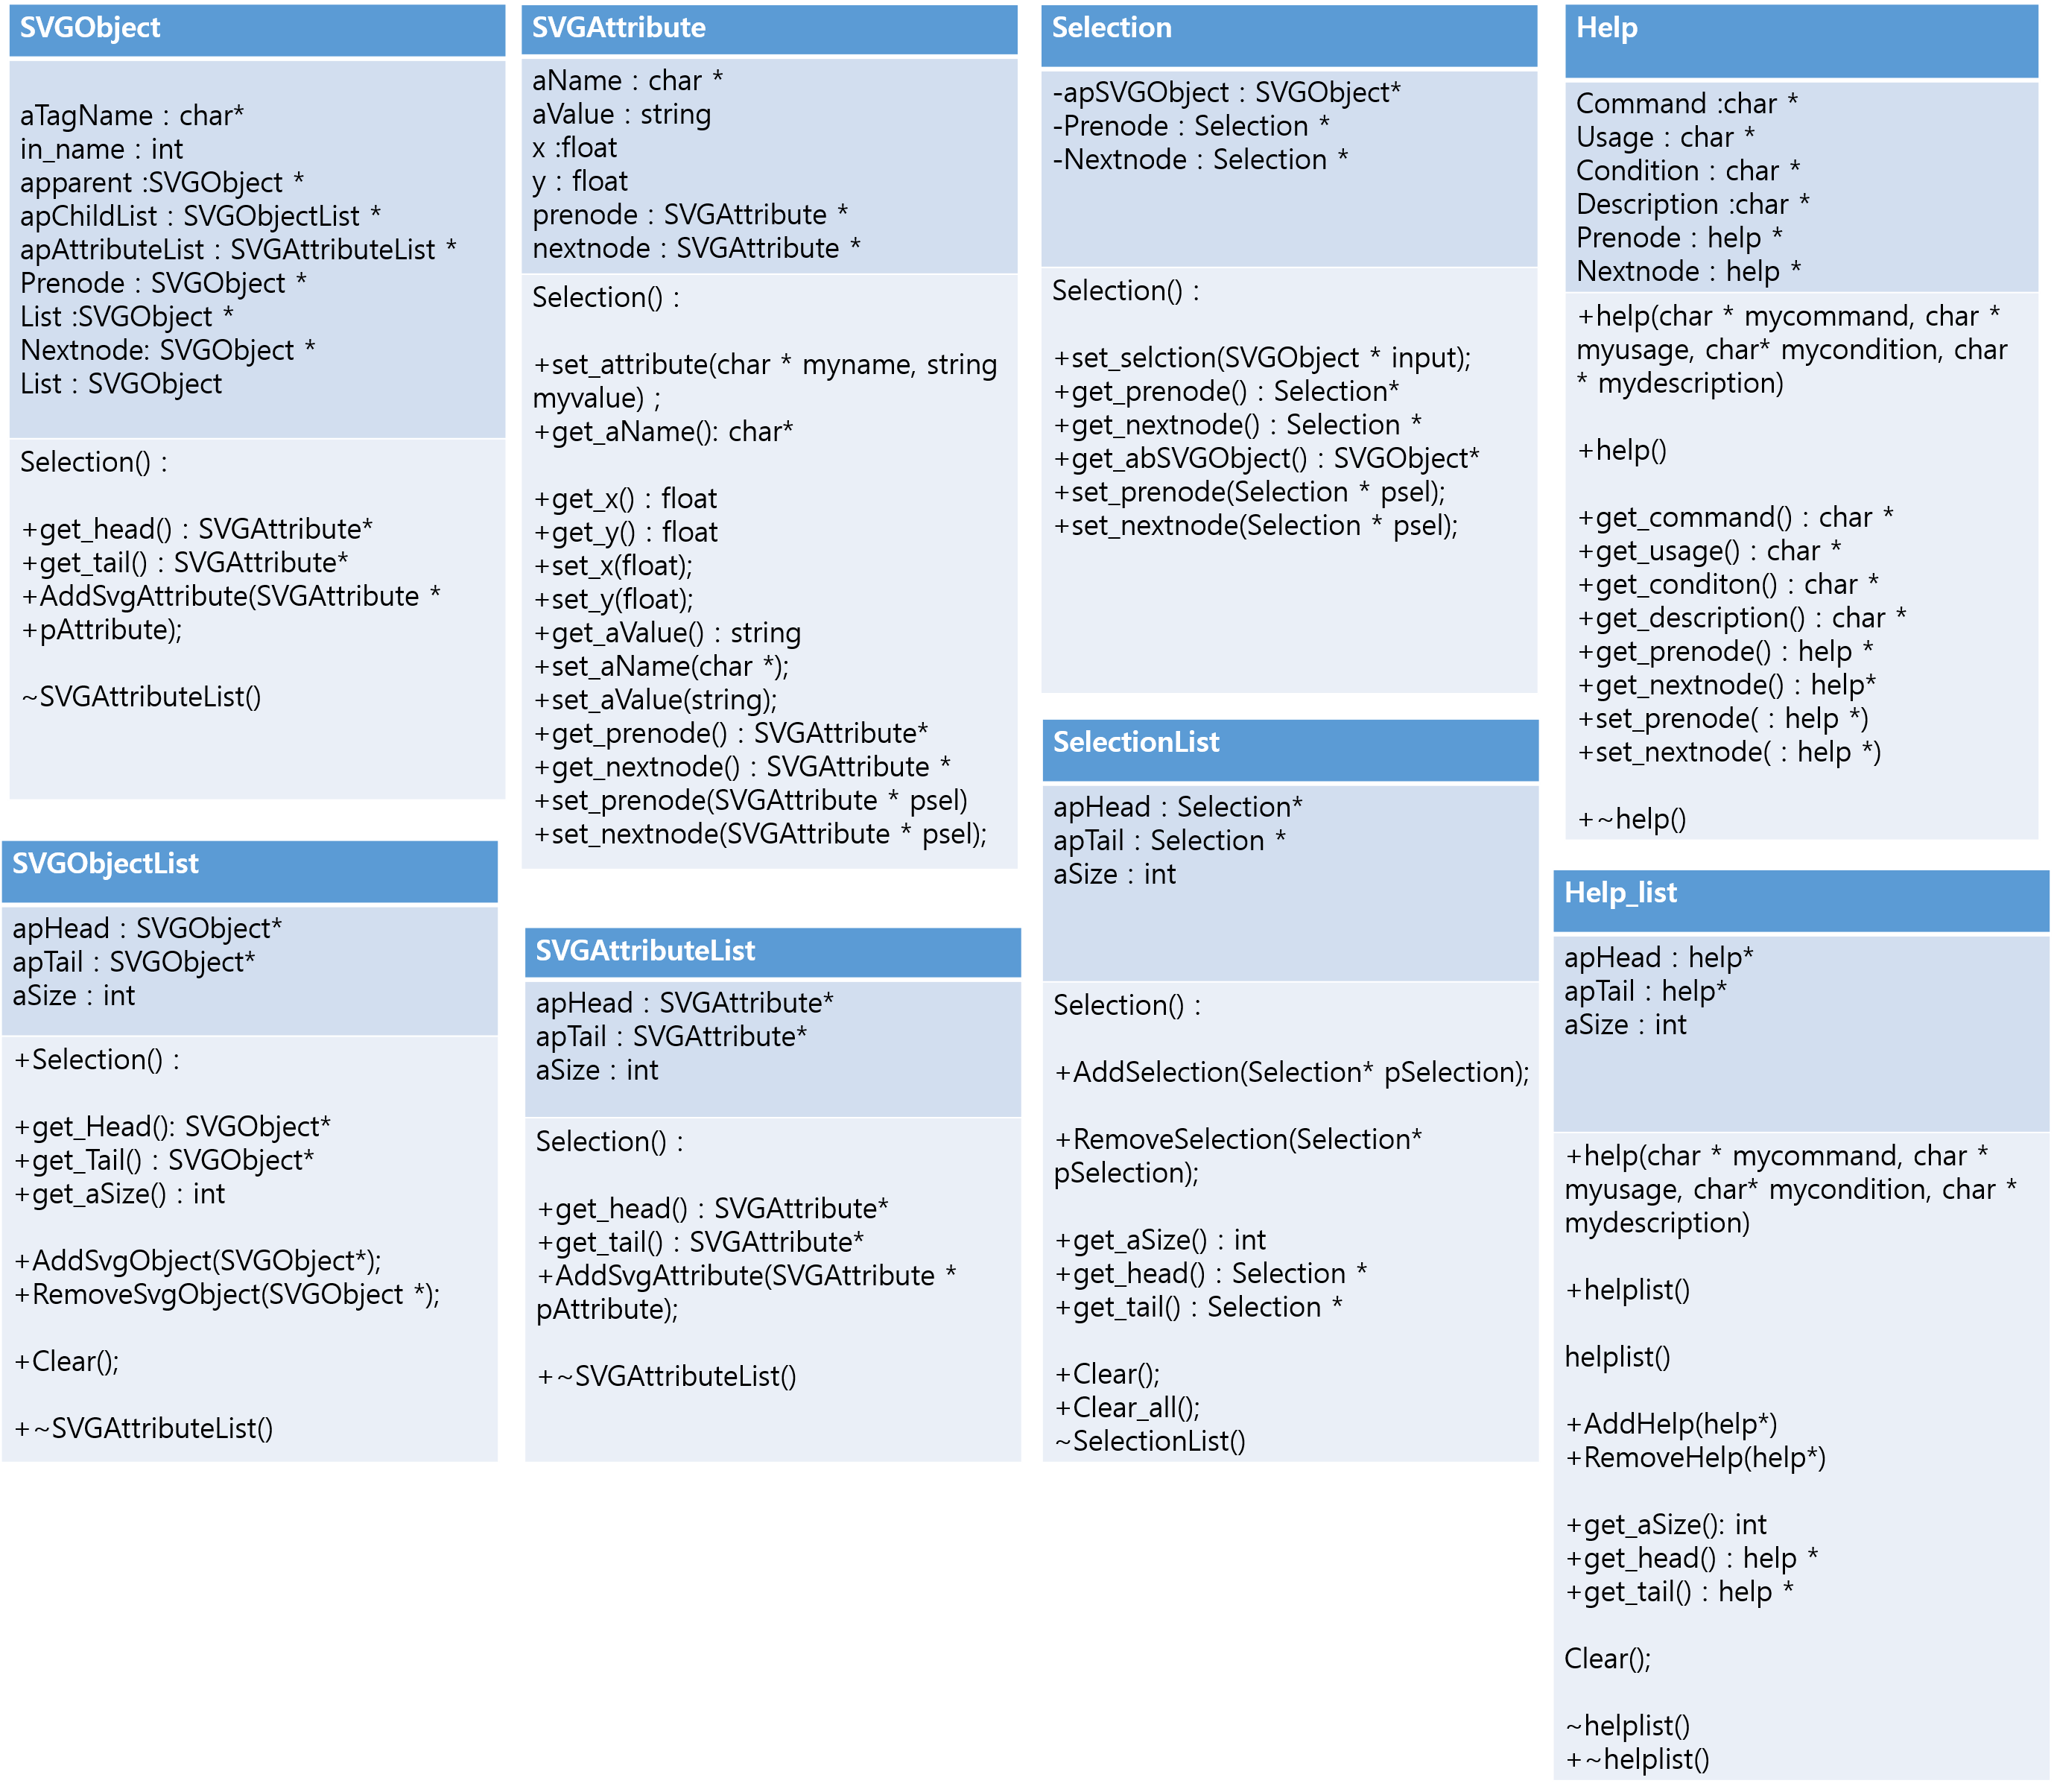 SVGObject
aTagName : char*
in_name : int
apparent :SVGObject *
apChildList : SVGObjectList *
apAttributeList : SVGAttributeList *
Prenode : SVGObject *
List :SVGObject *
Nextnode: SVGObject *
List : SVGObject
Selection() :
+get_head() : SVGAttribute*
+get_tail() : SVGAttribute*
+AddSvgAttribute(SVGAttribute *
+pAttribute);
~SVGAttributeList()
SVGObjectList
apHead : SVGObject*
apTail : SVGObject*
aSize : int
+Selection() :
+get_Head(): SVGObject*
+get_Tail() : SVGObject*
+get_aSize() : int
+AddSvgObject(SVGObject*);
+RemoveSvgObject(SVGObject *);
+Clear();
+~SVGAttributeList()
SVGAttribute
aName : char *
aValue : string
x :float
y : float
prenode : SVGAttribute *
nextnode : SVGAttribute *
Selection() :
+set_attribute(char * myname, string
myvalue) ;
+get_aName(): char*
+get_x() : float
+get_y() : float
+set_x(float);
+set_y(float);
+get_aValue() : string
+set_aName(char *);
+set_aValue(string);
+get_prenode() : SVGAttribute*
+get_nextnode() : SVGAttribute *
+set_prenode(SVGAttribute * psel)
+set_nextnode(SVGAttribute * psel);
SVGAttributeList
apHead : SVGAttribute*
apTail : SVGAttribute*
aSize : int
Selection() :
+get_head() : SVGAttribute*
+get_tail() : SVGAttribute*
+AddSvgAttribute(SVGAttribute *
pAttribute);
+~SVGAttributeList()
Selection
-apSVGObject : SVGObject*
-Prenode : Selection *
-Nextnode : Selection *
Selection() :
+set_selction(SVGObject * input);
+get_prenode() : Selection*
+get_nextnode() : Selection *
+get_abSVGObject() : SVGObject*
+set_prenode(Selection * psel);
+set_nextnode(Selection * psel);
SelectionList
apHead : Selection*
apTail : Selection *
aSize : int
Selection() :
+AddSelection(Selection* pSelection);
+RemoveSelection(Selection*
pSelection);
+get_aSize() : int
+get_head() : Selection *
+get_tail() : Selection *
+Clear();
+Clear_all();
~SelectionList()
Help
Command :char *
Usage : char *
Condition : char *
Description :char *
Prenode : help *
Nextnode : help *
+help(char * mycommand, char *
myusage, char* mycondition, char
* mydescription)
+help()
+get_command() : char *
+get_usage() : char *
+get_conditon() : char *
+get_description() : char *
+get_prenode() : help *
+get_nextnode() : help*
+set_prenode( : help *)
+set_nextnode( : help *)
+~help()
Help_list
apHead : help*
apTail : help*
aSize : int
+help(char * mycommand, char *
myusage, char* mycondition, char *
mydescription)
+helplist()
helplist()
+AddHelp(help*)
+RemoveHelp(help*)
+get_aSize(): int
+get_head() : help *
+get_tail() : help *
Clear();
~helplist()
+~helplist()